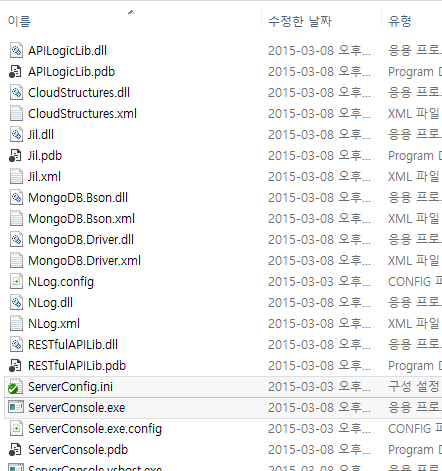 이름 수정한 날짜 유형
APILogicLib.dll 2015-03-08 오후... 응용 프로...
APILogicLib.pdb 2015-03-08 오후... Program D
CloudStructures.dll 2015-03-08 오후... 응용 프로...
CloudStructures.xml 2015-03-08 오후... XML 파일
Jil.dll 2015-03-08 오후... 응용 프로...
Jil.pdb 2015-03-08 오후... Program D
Jil.xml 2015-03-08 오후... XML 파일
MongoDB.Bson.dll 2015-03-08 오후... 응용 프로...
MongoDB.Bson.xml 2015-03-08 오후... XML 파일
MongoDB.Driver.dll 2015-03-08 오후... 응용 프로...
MongoDB.Driver.xml 2015-03-08 오후... XML 파일
NLog.config 2015-03-03 오후... CONFIG 파
NLog.dll 2015-03-08 오후... 응용 프로...
NLog.xml 2015-03-08 오후... XML 파일
RESTfulAPILib.dll 2015-03-08 오후... 응용 프로...
RESTfulAPILib.pdb 2015-03-08 오후... Program D
ServerConfig.ini 2015-03-03 오후... 구성 설정
ServerConsole.exe 2015-03-08 오후... 응용 프로...
ServerConsole.exe.config 2015-03-03 오후... CONFIG 파
ServerConsole.pdb 2015-03-08 오후... Program D
ServerConsole.vshost.exe